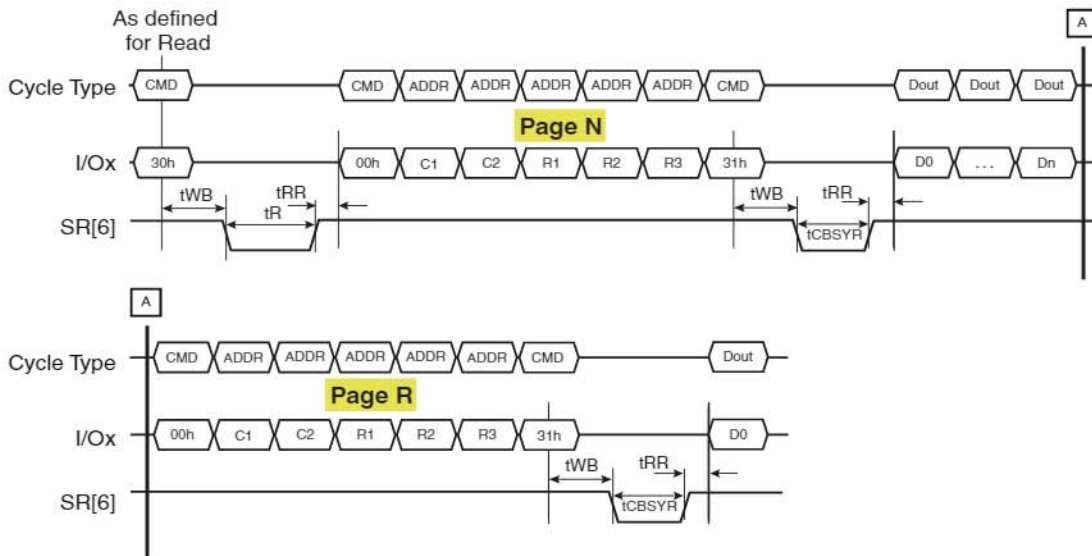 As defined
for Read
A
Cycle Type CMD CMD ADDR ADDR ADDR ADDR ADDR CMD Dout Dout Dout
Page N
I/Ox 30h 00h C1 C2 R1 R2 R3 31h D0 ... Dn
tWB tRR tWB tRR
tR
SR[6] tCBSYR
A
Cycle Type CMD ADDR ADDR ADDR ADDR ADDR CMD Dout
Page R
I/Ox 00h C1 C2 R1 R2 R3 31h D0
tWB tRR
SR[6] tCBSYR